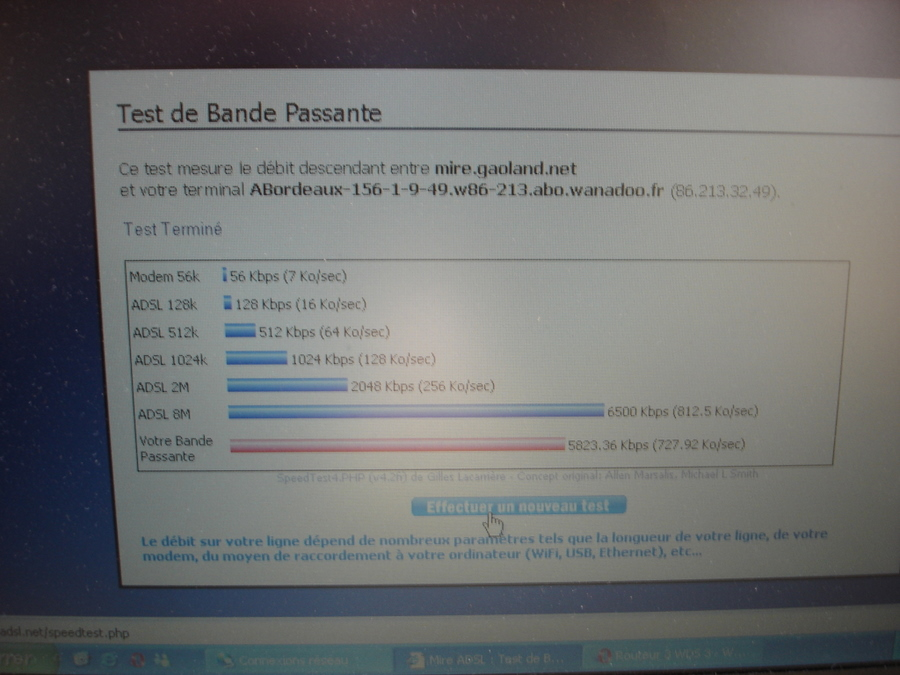 Test de Bande Passante
Ce test mesure le débit descendant entre mire.gaoland.net
et votre terminal ABordeaux-156-1-9-49.w86-213.abo.wanadoo.fr (86.213.32.49).
Test Terminé
Modem 56k 56 Kbps (7 Ko/sec)
ADSL 128k 128 Kbps (16 Ko/sec)
ADSL 512k 512 Kbps (64 Ko/sec)
ADSL 1024k 1024 Kbps (128 Ko/sec)
ADSL 2M 2048 Kbps (256 Ko/sec)
ADSL 8M 6500 Kbps (812.5 Ko/sec)
Votre Bande
Passante 5823.36 Kbps (727.92 Ko/sec)
SpeedTest4.PHP (v4.2h) de Gilles Lacamière - Concept original: Allen Marsalis, Michael L Smith
Effectuer un nouveau test
Le débit sur votre ligne dépend de nombreux paramètres tels que la longueur de votre ligne, de votre
modem, du moyen de raccordement à votre ordinateur (WiFi, USB, Ethernet), etc...
adsl.net/speedtest.php
Connexions réseau
Mire ADSL : Test de B...
Routeur 3 WDS 3 - W...